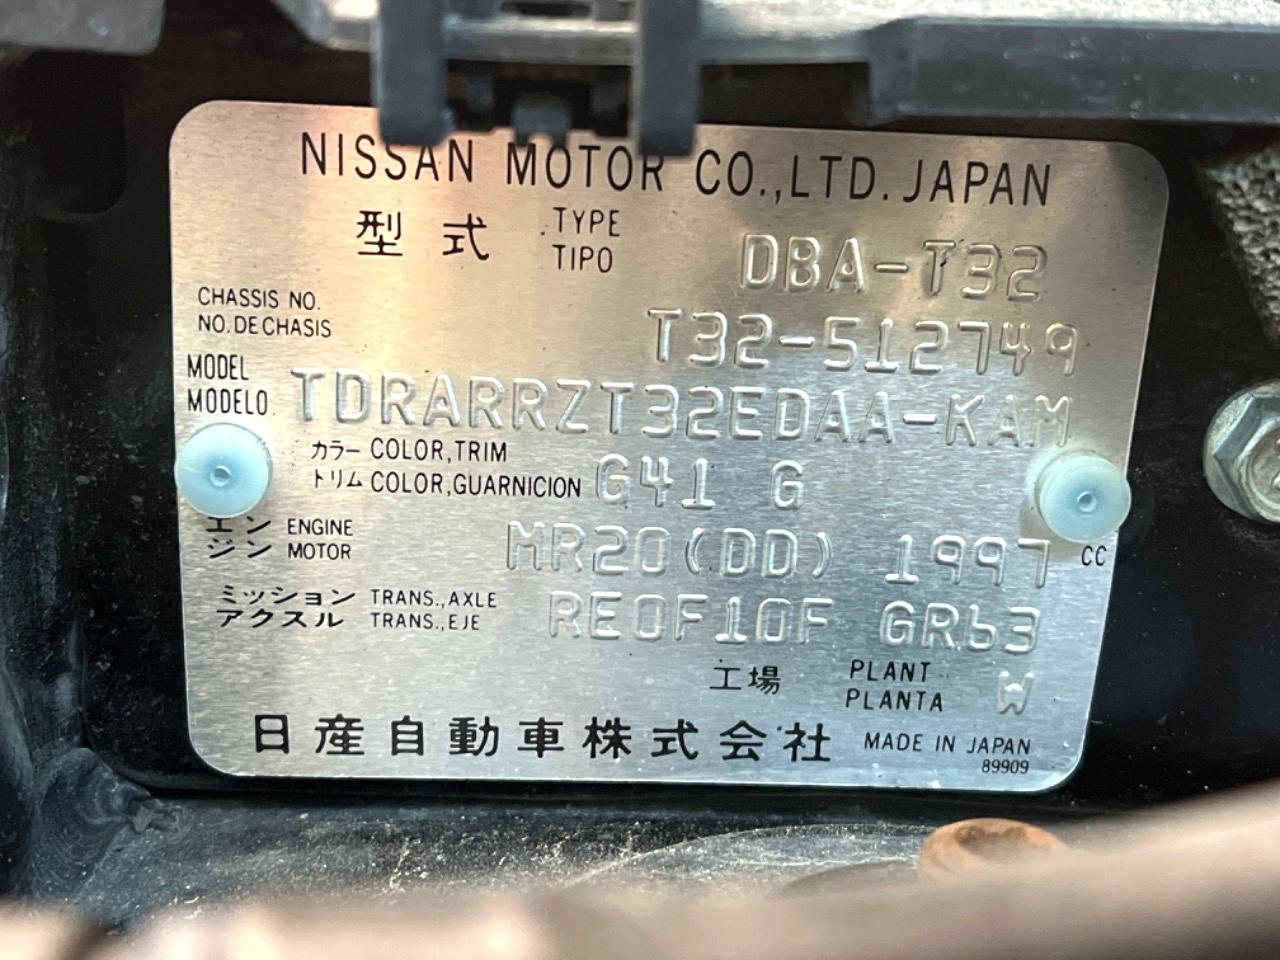 NISSAN MOTOR CO.,LTD. JAPAN
型式 TYPE TIPO DBA-T32
CHASSIS NO.
NO. DE CHASIS T32-512749
MODEL
MODELO TDRARRZT32EDAA-KAM
カラー COLOR,TRIM
トリム COLOR,GUARNICION G41 G
エン ENGINE
ジン MOTOR MR20(DD) 1997 CC
ミッション TRANS.,AXLE
アクスル TRANS.,EJE RE0F10F GR63
工場 PLANT
PLANTA W
日産自動車株式会社 MADE IN JAPAN
89909